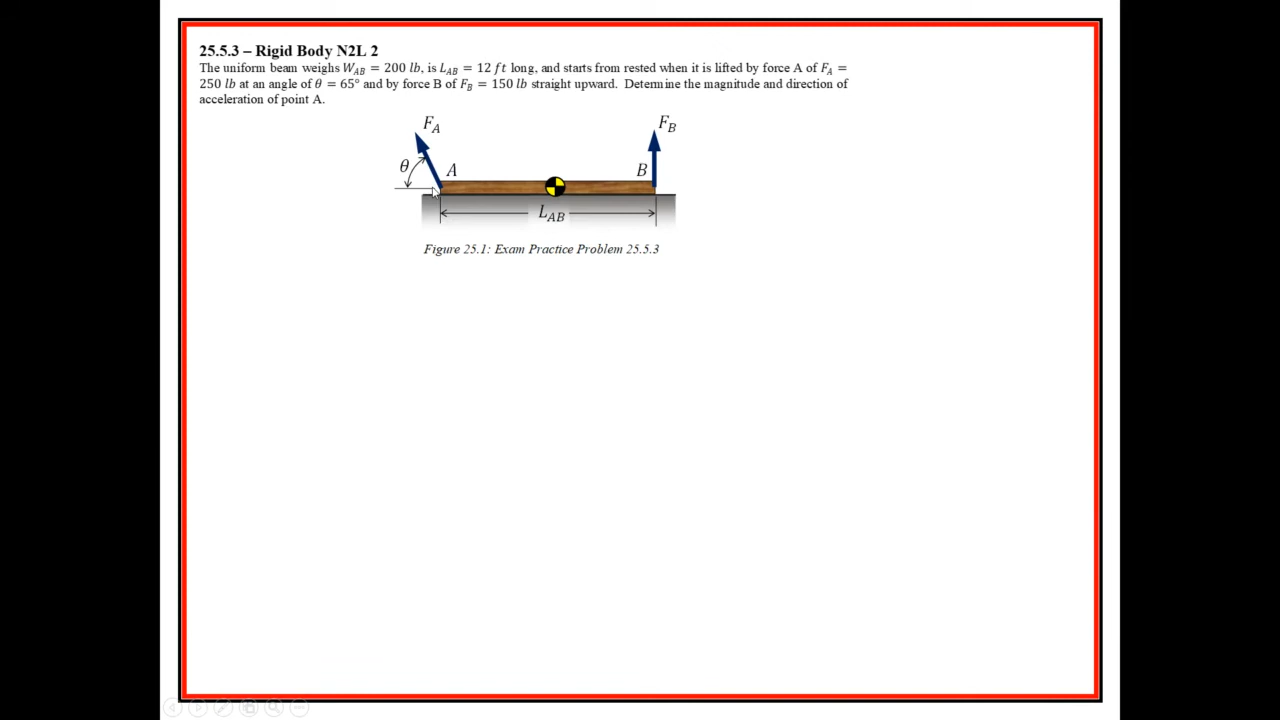 25.5.3 – Rigid Body N2L 2
The uniform beam weighs W_AB = 200 lb, is L_AB = 12 ft long, and starts from rested when it is lifted by force A of F_A =
250 lb at an angle of θ = 65° and by force B of F_B = 150 lb straight upward. Determine the magnitude and direction of
acceleration of point A.
F_A
F_B
θ
A
B
L_AB
Figure 25.1: Exam Practice Problem 25.5.3